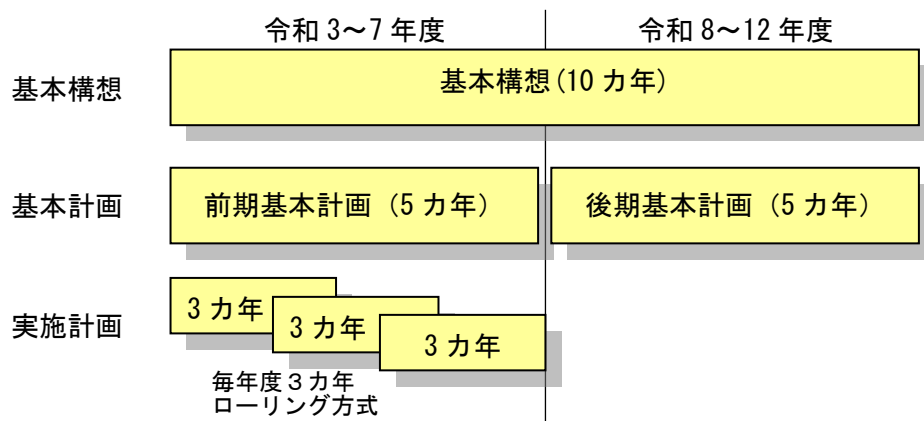 令和 3～7 年度
令和 8～12 年度
基本構想
基本構想(10 カ年)
基本計画
前期基本計画（5 カ年）
後期基本計画（5 カ年）
実施計画
3 カ年
3 カ年
3 カ年
毎年度３カ年
ローリング方式